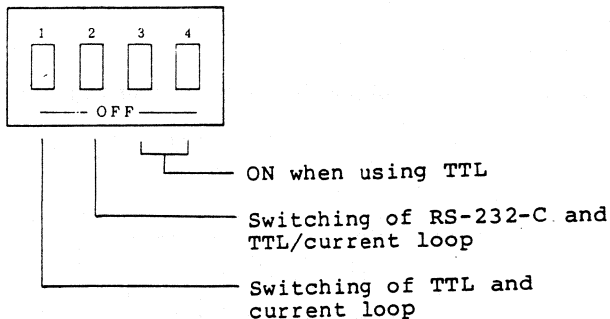 1 2 3 4
OFF
ON when using TTL
Switching of RS-232-C and
TTL/current loop
Switching of TTL and
current loop